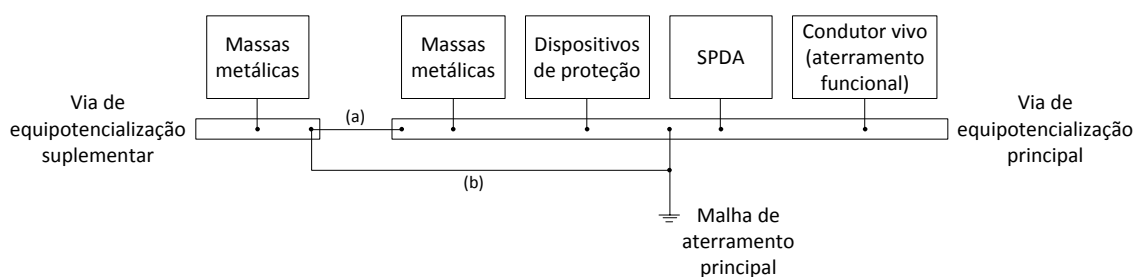 Massas
metálicas
Massas
metálicas
Dispositivos
de proteção
SPDA
Condutor vivo
(aterramento
funcional)
Via de
equipotencialização
suplementar
(a)
Via de
equipotencialização
principal
(b)
Malha de
aterramento
principal